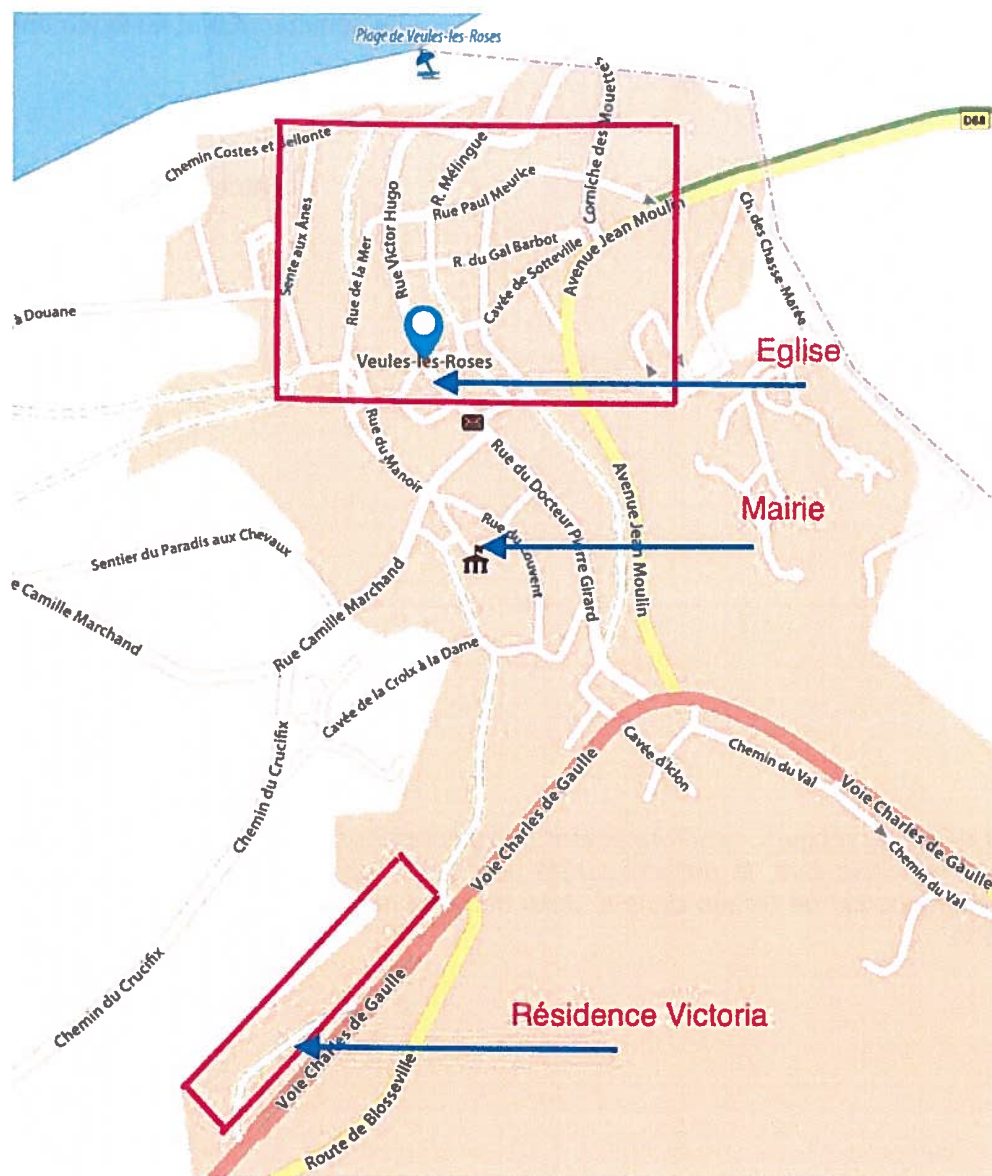 Plage de Veules-les-Roses
D68
Chemin Costes et Bellonte
Corniche des Mouettes
R. Mélingue
Rue Paul Meurice
Rue Victor Hugo
Sente aux Ânes
Rue de la Mer
R. du Gal Barbot
Cavée de Sotteville
Avenue Jean Moulin
Ch. des Chasse-Marée
à Douane
Veules-les-Roses
Eglise
Rue du Manoir
Rue du Docteur Pierre Girard
Avenue Jean Moulin
Mairie
Rue du Couvent
Sentier du Paradis aux Chevaux
e Camille Marchand
Rue Camille Marchand
Cavée de la Croix à la Dame
Chemin du Crucifix
Cavée d'Iclon
Chemin du Val
Voie Charles de Gaulle
Voie Charles de Gaulle
Chemin du Val
Chemin du Crucifix
Voie Charles de Gaulle
Résidence Victoria
Route de Blosseville